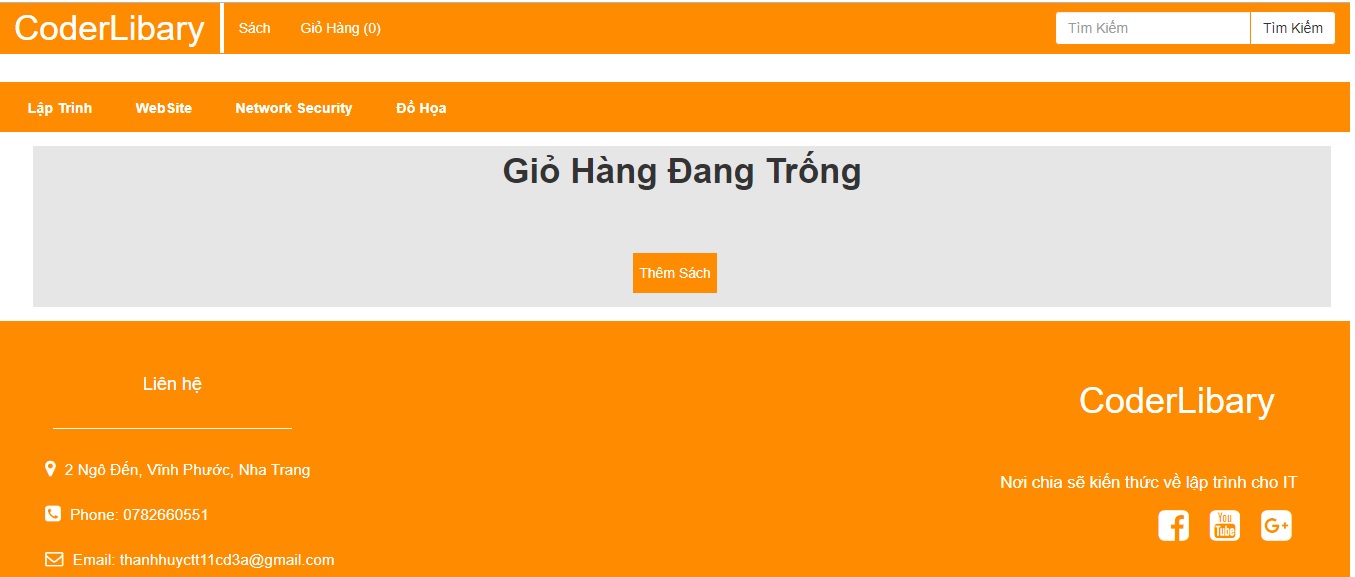 CoderLibary Sách Giỏ Hàng (0) Tìm Kiếm Tìm Kiếm
Lập Trình WebSite Network Security Đồ Họa
Giỏ Hàng Đang Trống
Thêm Sách
Liên hệ
2 Ngô Đến, Vĩnh Phước, Nha Trang
Phone: 0782660551
Email: thanhhuyctt11cd3a@gmail.com
CoderLibary
Nơi chia sẽ kiến thức về lập trình cho IT
You Tube G+